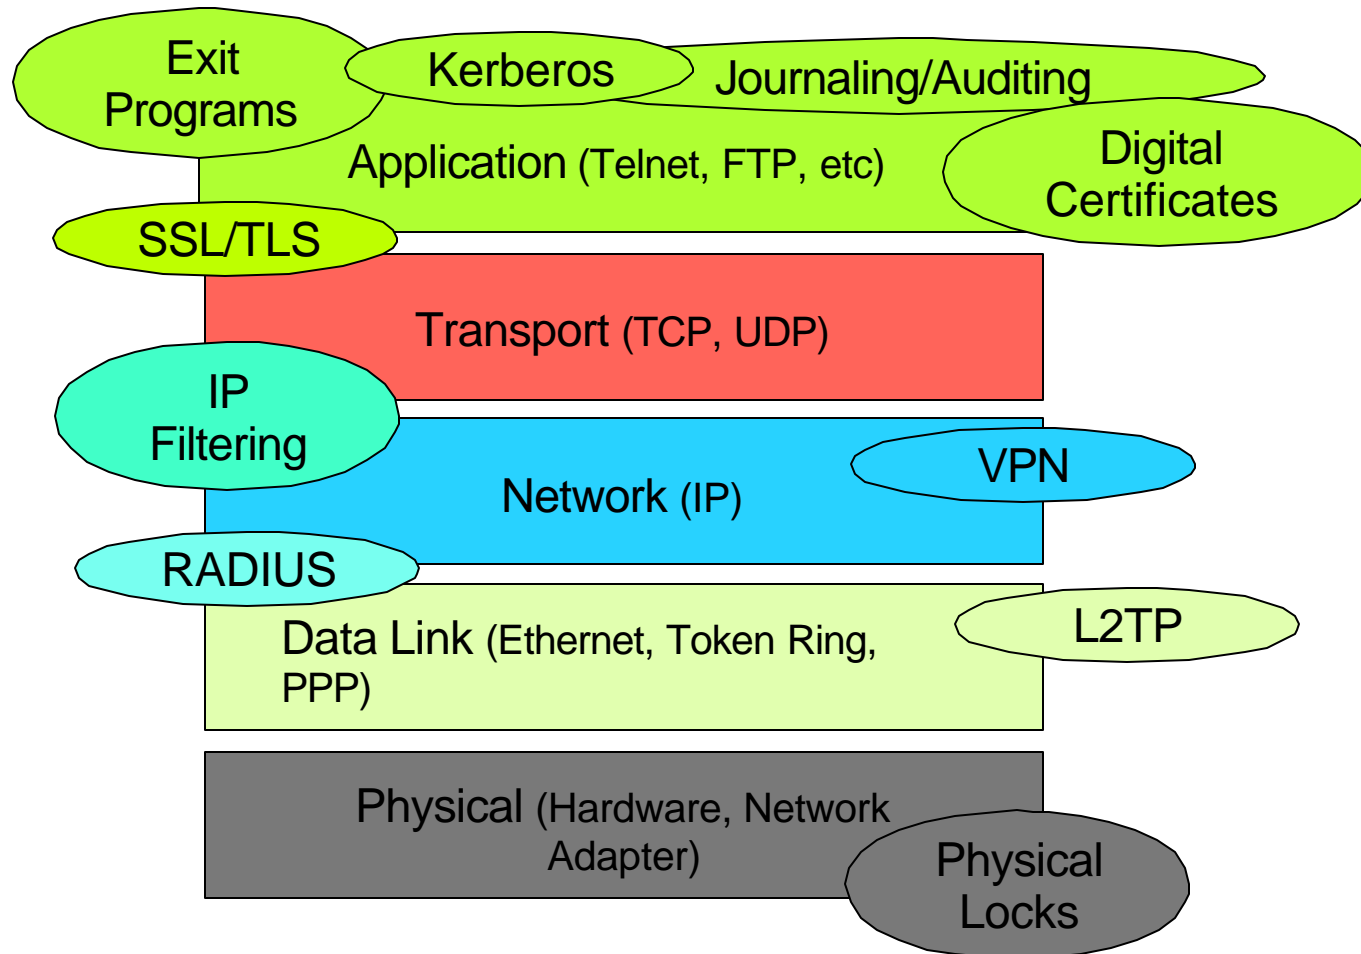 Exit
Programs
Kerberos
Journaling/Auditing
Application (Telnet, FTP, etc)
Digital
Certificates
SSL/TLS
Transport (TCP, UDP)
IP
Filtering
VPN
Network (IP)
RADIUS
L2TP
Data Link (Ethernet, Token Ring,
PPP)
Physical (Hardware, Network
Adapter)
Physical
Locks